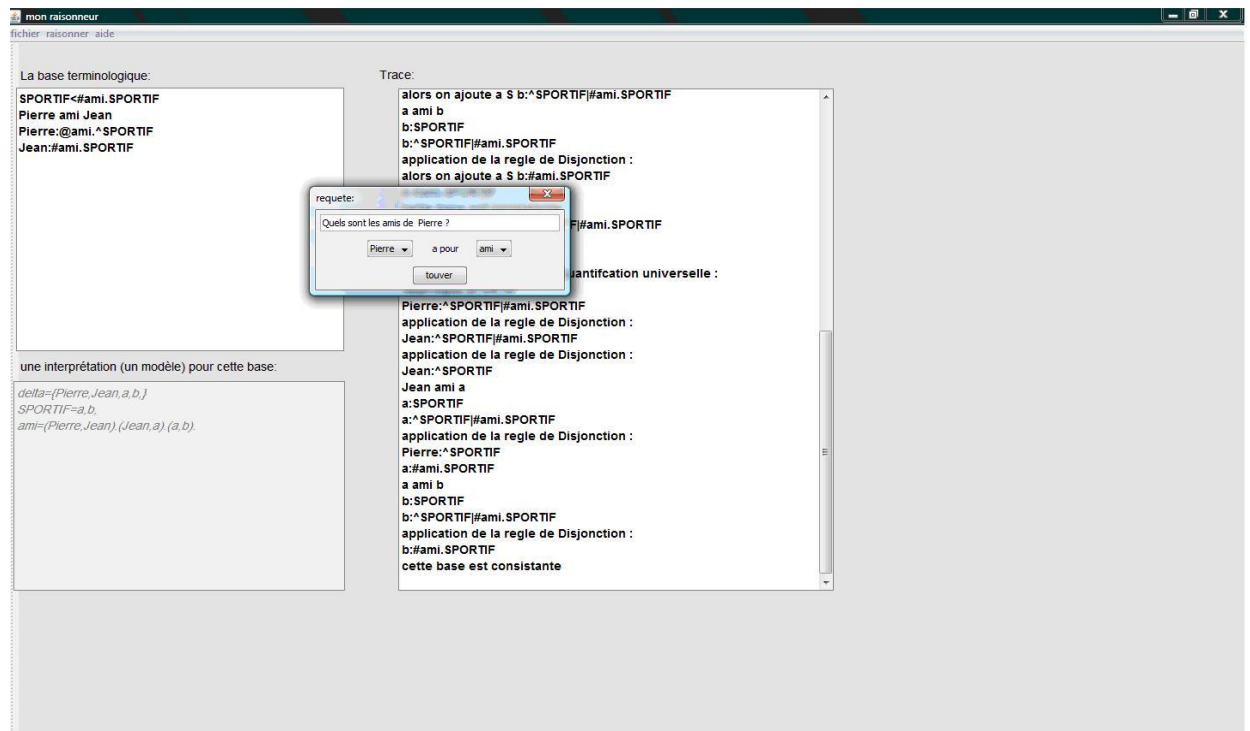 mon raisonneur
fichier raisonner aide
La base terminologique:
SPORTIF<#ami.SPORTIF
Pierre ami Jean
Pierre:@ami.^SPORTIF
Jean:#ami.SPORTIF
une interprétation (un modèle) pour cette base:
delta={Pierre,Jean,a,b,}
SPORTIF=a,b,
ami=(Pierre,Jean).(Jean,a).(a,b).
Trace:
alors on ajoute a S b:^SPORTIF|#ami.SPORTIF
a ami b
b:SPORTIF
b:^SPORTIF|#ami.SPORTIF
application de la regle de Disjonction :
alors on ajoute a S b:#ami.SPORTIF
F|#ami.SPORTIF
uantifcation universelle :
Pierre:^SPORTIF|#ami.SPORTIF
application de la regle de Disjonction :
Jean:^SPORTIF|#ami.SPORTIF
application de la regle de Disjonction :
Jean:^SPORTIF
Jean ami a
a:SPORTIF
a:^SPORTIF|#ami.SPORTIF
application de la regle de Disjonction :
Pierre:^SPORTIF
a:#ami.SPORTIF
a ami b
b:SPORTIF
b:^SPORTIF|#ami.SPORTIF
application de la regle de Disjonction :
b:#ami.SPORTIF
cette base est consistante
requete:
Quels sont les amis de Pierre ?
Pierre a pour ami
touver